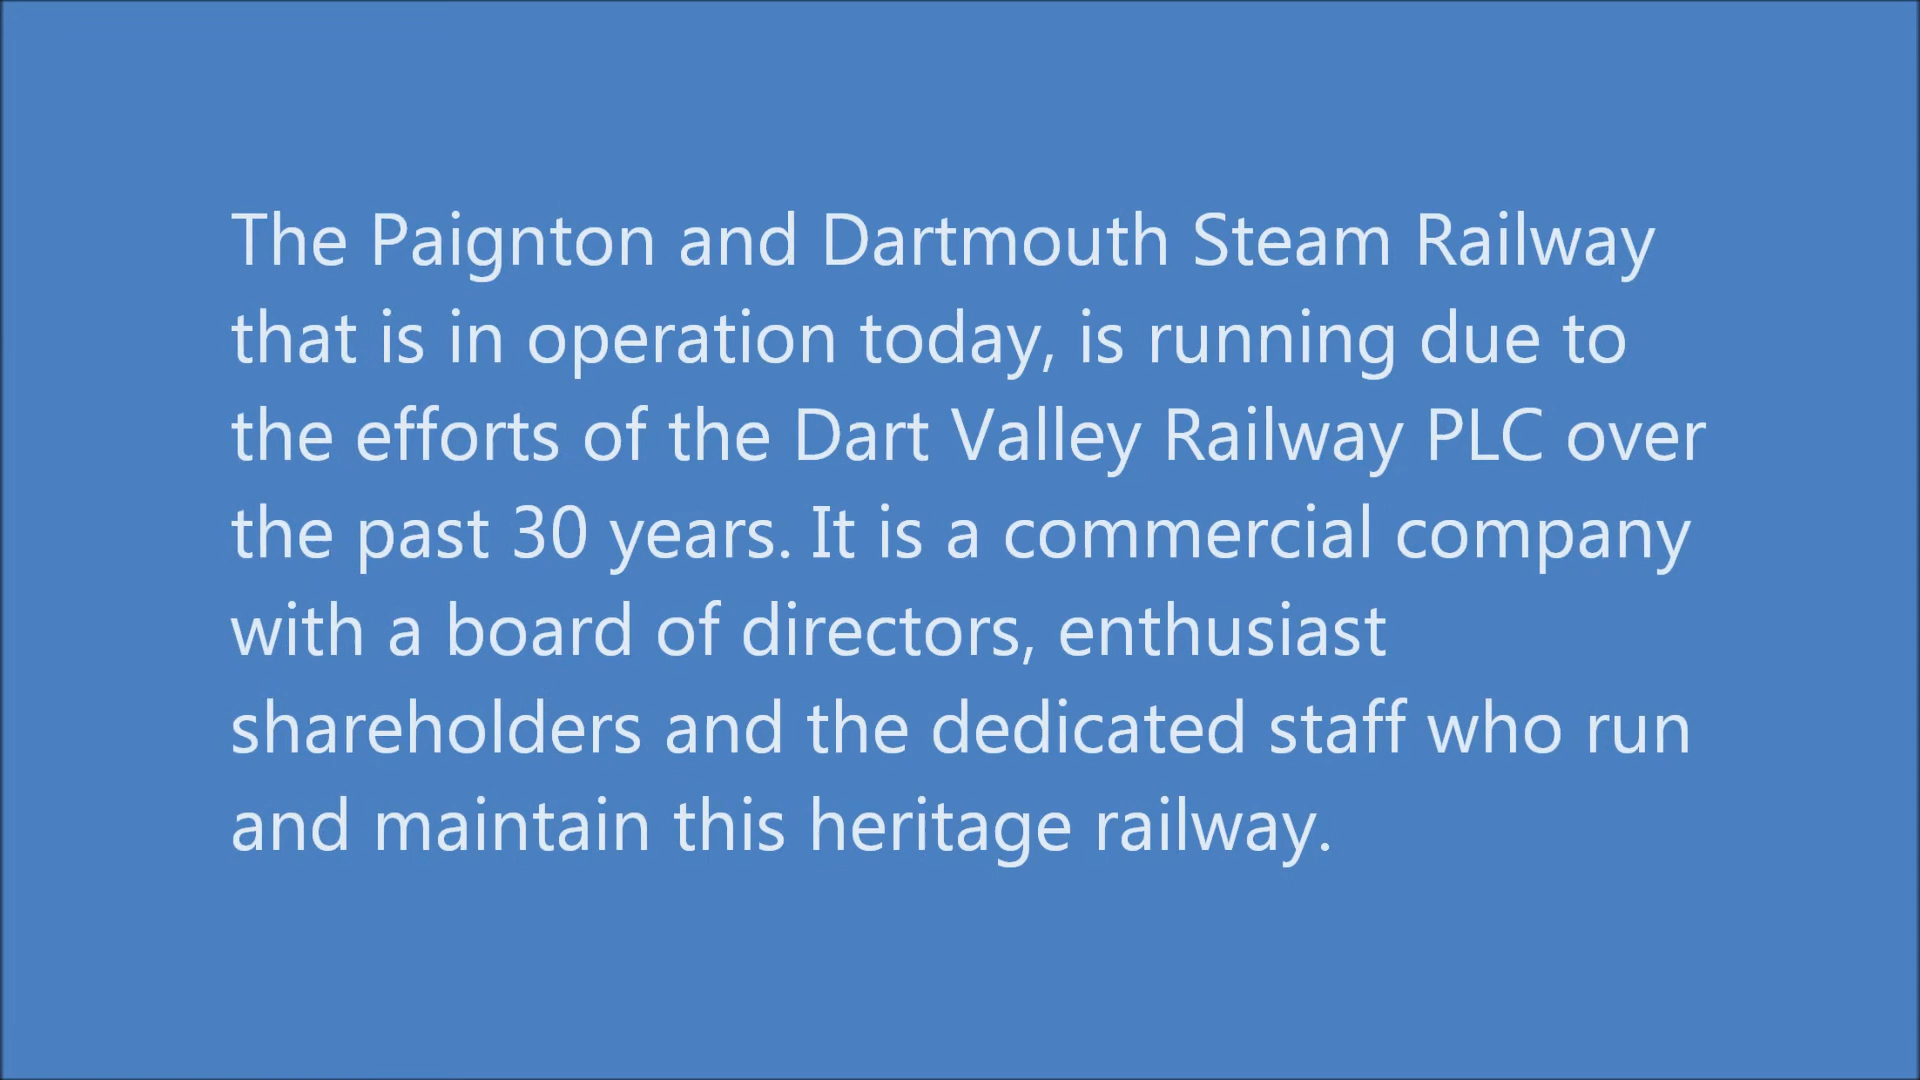 The Paignton and Dartmouth Steam Railway
that is in operation today, is running due to
the efforts of the Dart Valley Railway PLC over
the past 30 years. It is a commercial company
with a board of directors, enthusiast
shareholders and the dedicated staff who run
and maintain this heritage railway.